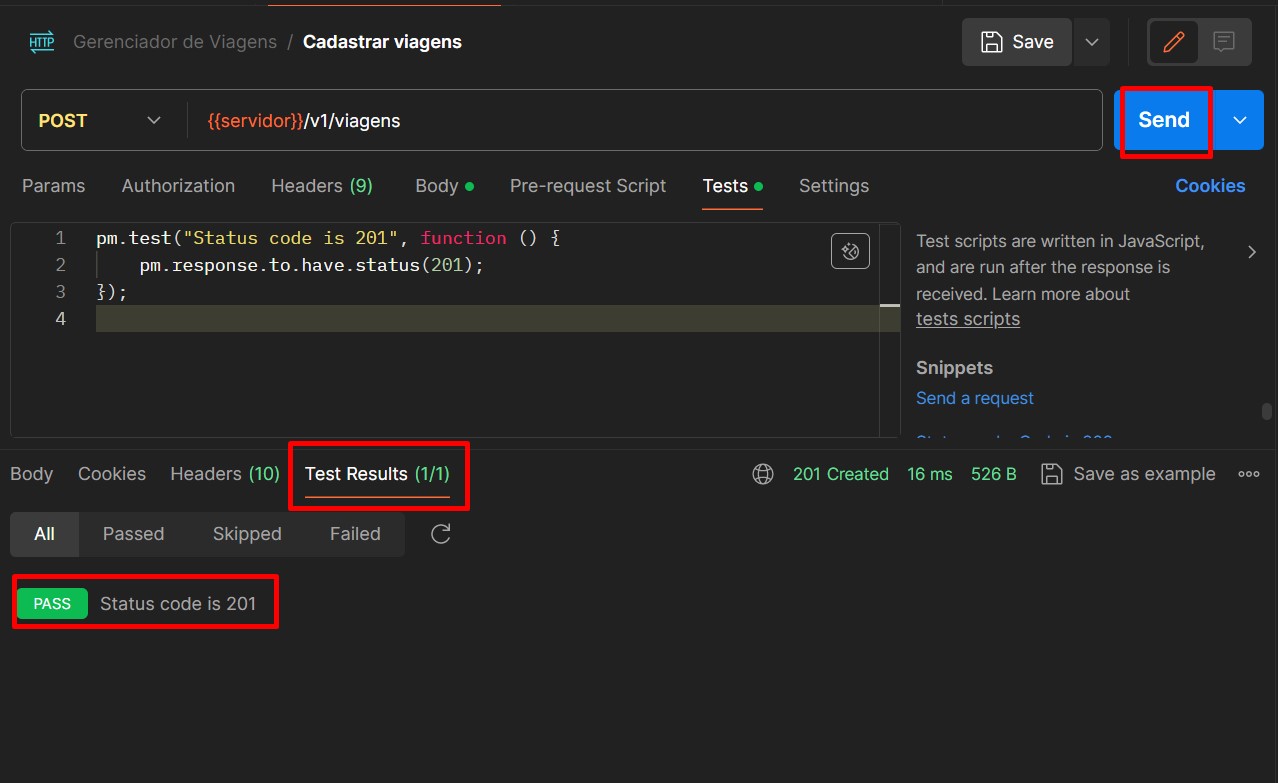 HTTP Gerenciador de Viagens / Cadastrar viagens Save
POST {{servidor}}/v1/viagens Send
Params Authorization Headers (9) Body Pre-request Script Tests Settings Cookies
1 pm.test("Status code is 201", function () {
2 pm.response.to.have.status(201);
3 });
4
Test scripts are written in JavaScript,
and are run after the response is
received. Learn more about
tests scripts
Snippets
Send a request
Body Cookies Headers (10) Test Results (1/1) 201 Created 16 ms 526 B Save as example
All Passed Skipped Failed
PASS Status code is 201